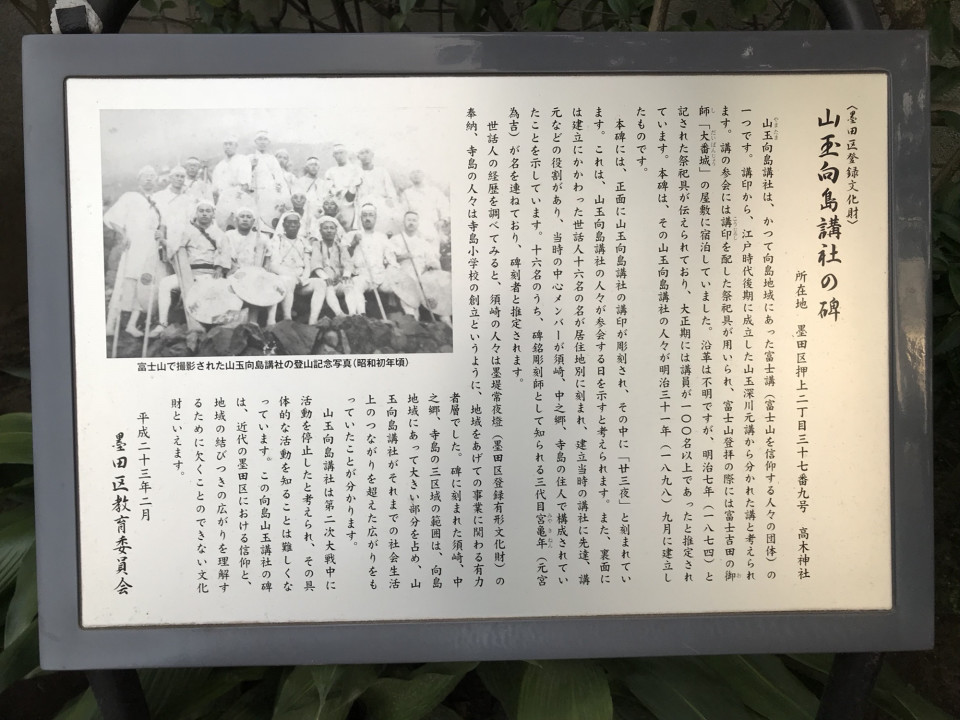 (墨田区登録文化財)
山玉向島講社の碑
所在地 墨田区押上二丁目三十七番九号 高木神社
山玉向島講社は、かつて向島地域にあった富士講(富士山を信仰する人々の団体)の
一つです。講印から、江戸時代後期に成立した山玉深川元講から分かれた講と考えられ
ます。講の参会には講印を配した祭祀具が用いられ、富士山登拝の際には富士吉田の御
師「大番城」の屋敷に宿泊していました。沿革は不明ですが、明治七年(一八七四)と
記された祭祀具が伝えられており、大正期には講員が一〇〇名以上であったと推定され
ています。本碑は、その山玉向島講社の人々が明治三十一年(一八九八)九月に建立し
たものです。
本碑には、正面に山玉向島講社の講印が彫刻され、その中に「廿三夜」と刻まれてい
ます。これは、山玉向島講社の人々が参会する日を示すと考えられます。また、裏面に
は建立にかかわった世話人十六名の名が居住地別に刻まれ、建立当時の講社に先達、講
元などの役割があり、当時の中心メンバーが須崎、中之郷、寺島の住人で構成されてい
たことを示しています。十六名のうち、碑銘彫刻師として知られる三代目宮亀年(元宮
為吉)が名を連ねており、碑刻者と推定されます。
世話人の経歴を調べてみると、須崎の人々は墨堤常夜燈(墨田区登録有形文化財)の
奉納、寺島の人々は寺島小学校の創立というように、地域をあげての事業に関わる有力
者層でした。碑に刻まれた須崎、中
之郷、寺島の三区域の範囲は、向島
地域にあって大きい部分を占め、山
玉向島講社がそれまでの社会生活
上のつながりを超えた広がりをも
っていたことが分かります。
山玉向島講社は第二次大戦中に
活動を停止したと考えられ、その具
体的な活動を知ることは難しくな
っています。この向島山玉講社の碑
は、近代の墨田区における信仰と、
地域の結びつきの広がりを理解す
るために欠くことのできない文化
財といえます。
平成二十三年二月
墨田区教育委員会
富士山で撮影された山玉向島講社の登山記念写真(昭和初年頃)